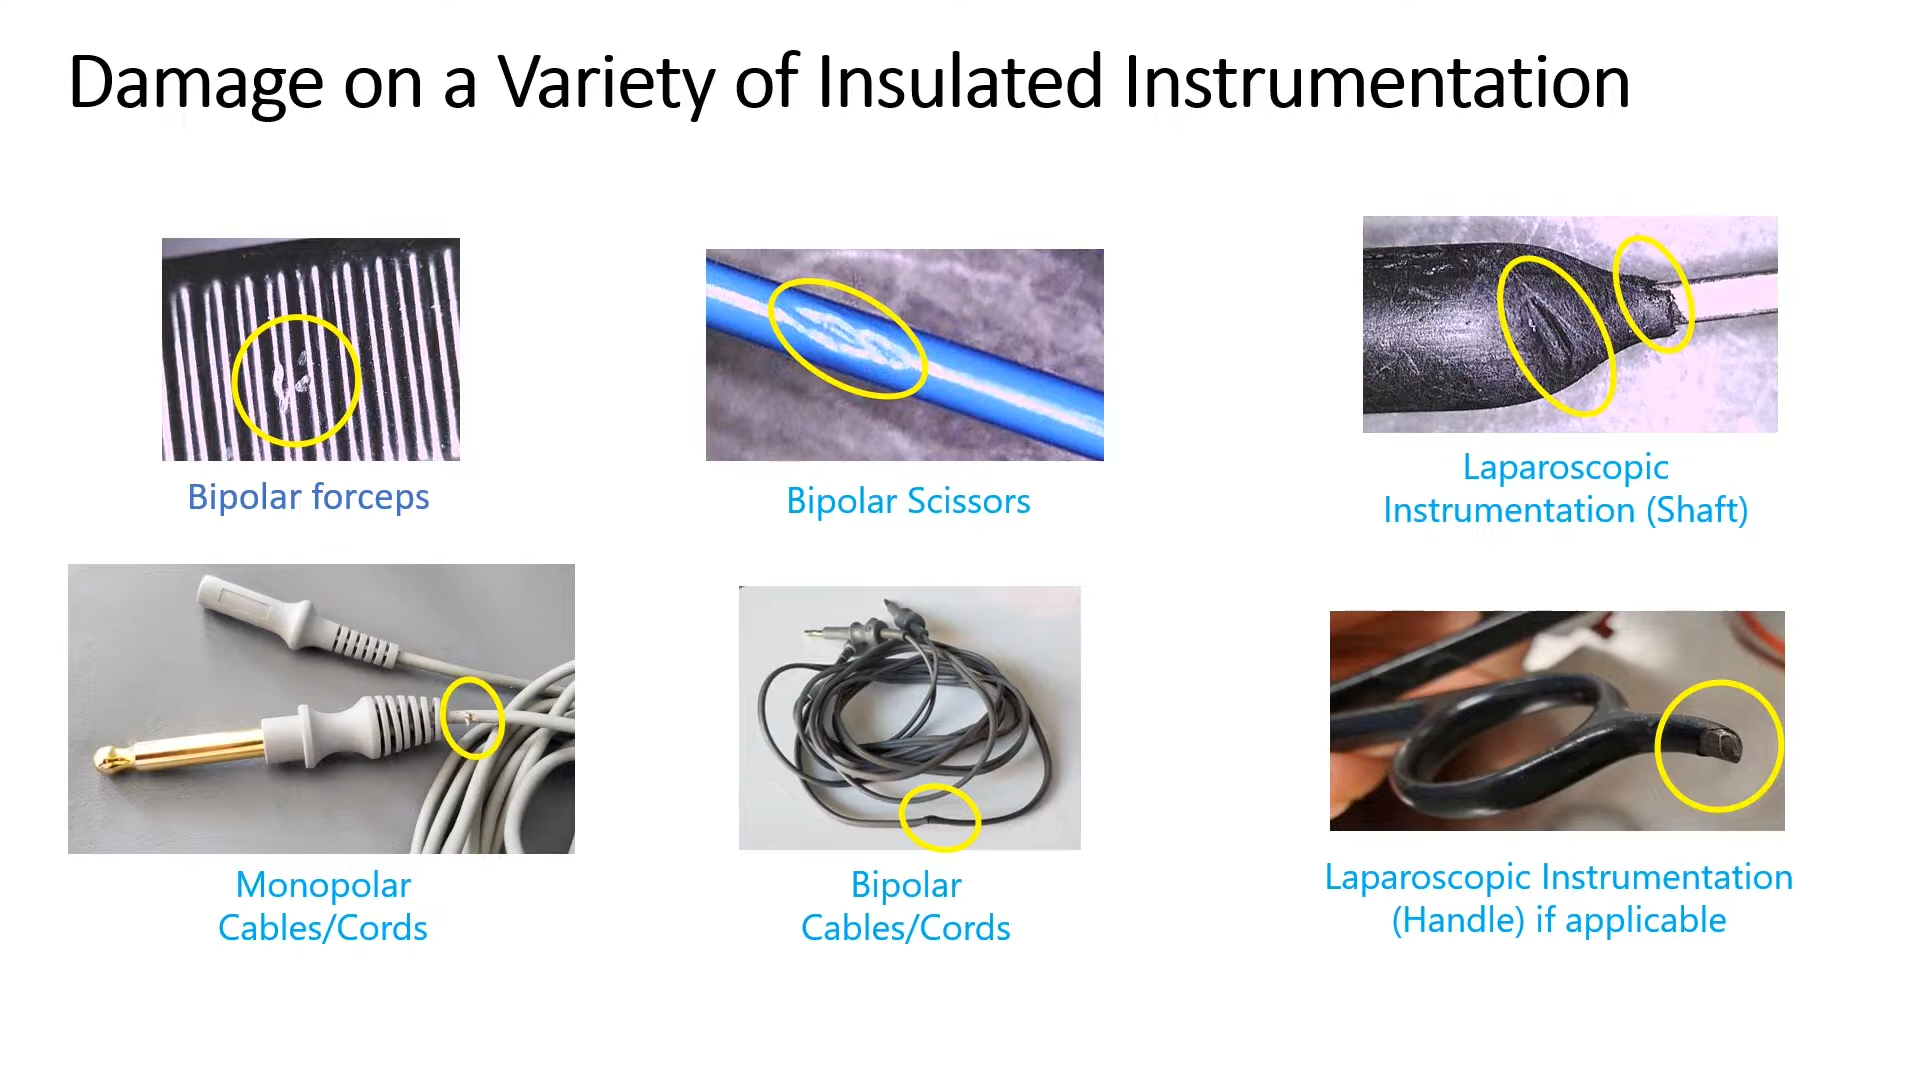 Damage on a Variety of Insulated Instrumentation
Bipolar forceps
Bipolar Scissors
Laparoscopic
Instrumentation (Shaft)
Monopolar
Cables/Cords
Bipolar
Cables/Cords
Laparoscopic Instrumentation
(Handle) if applicable